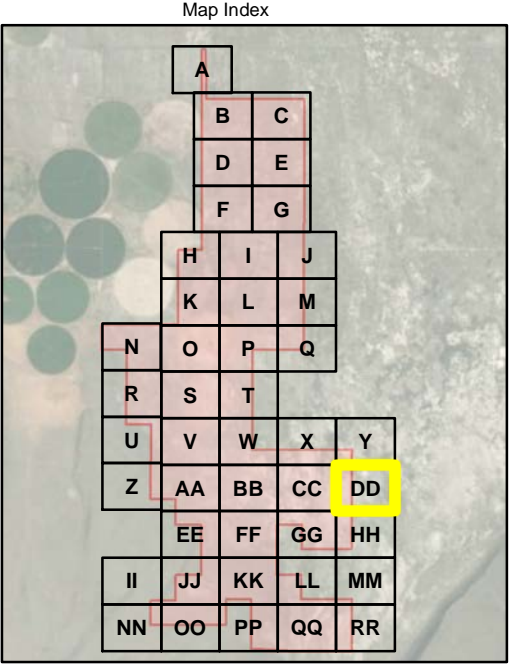 Map Index
A
B C
D E
F G
H I J
K L M
N O P Q
R S T
U V W X Y
Z AA BB CC DD
EE FF GG HH
II JJ KK LL MM
NN OO PP QQ RR